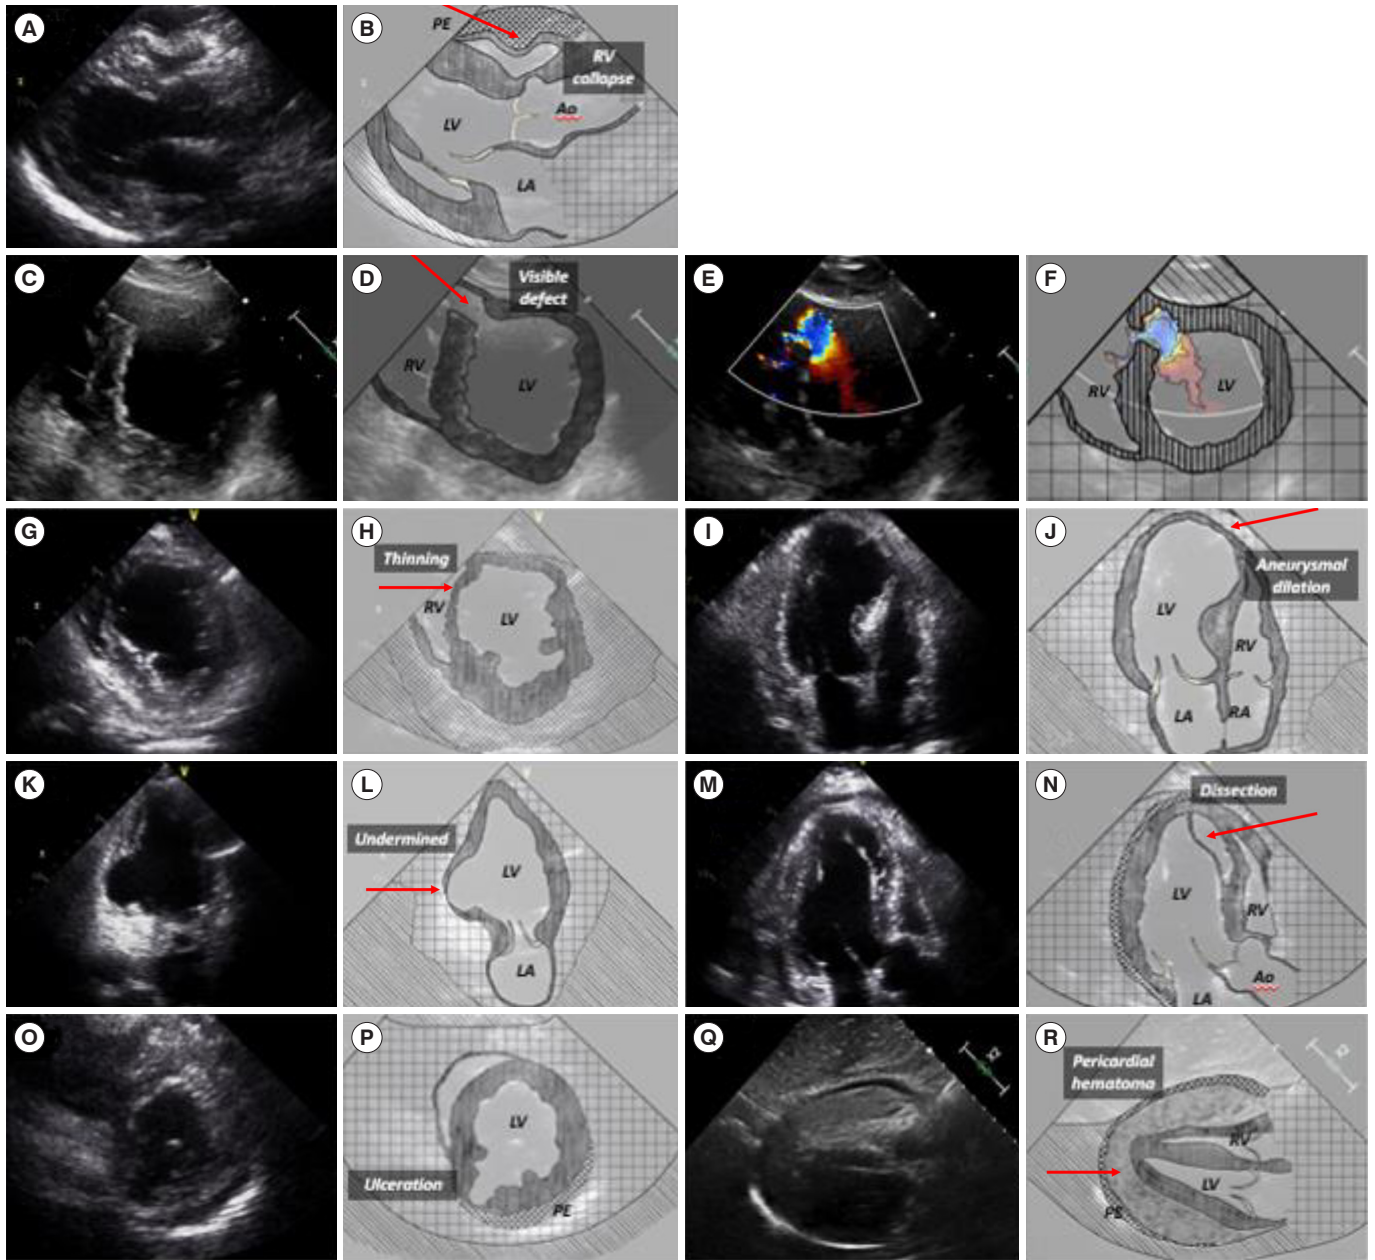 A
B
PE
RV
collapse
LV
Ao
LA
C
D
Visible
defect
RV
LV
E
F
RV
LV
G
H
Thinning
RV
LV
I
J
Aneurysmal
dilation
LV
RV
LA
RA
K
L
Undermined
LV
LA
M
N
Dissection
LV
RV
Ao
LA
O
P
LV
Ulceration
PE
Q
R
Pericardial
hematoma
RV
LV
PE